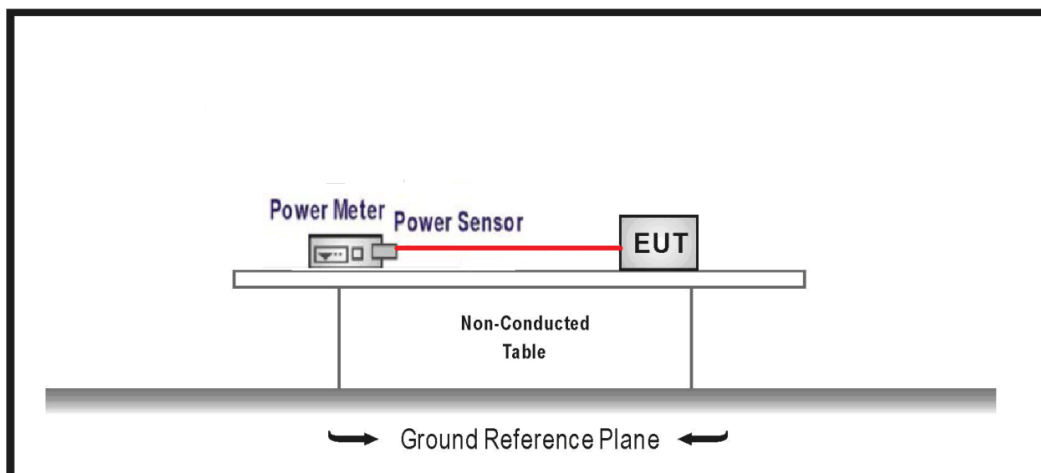 Power Meter
Power Sensor
EUT
Non-Conducted
Table
Ground Reference Plane